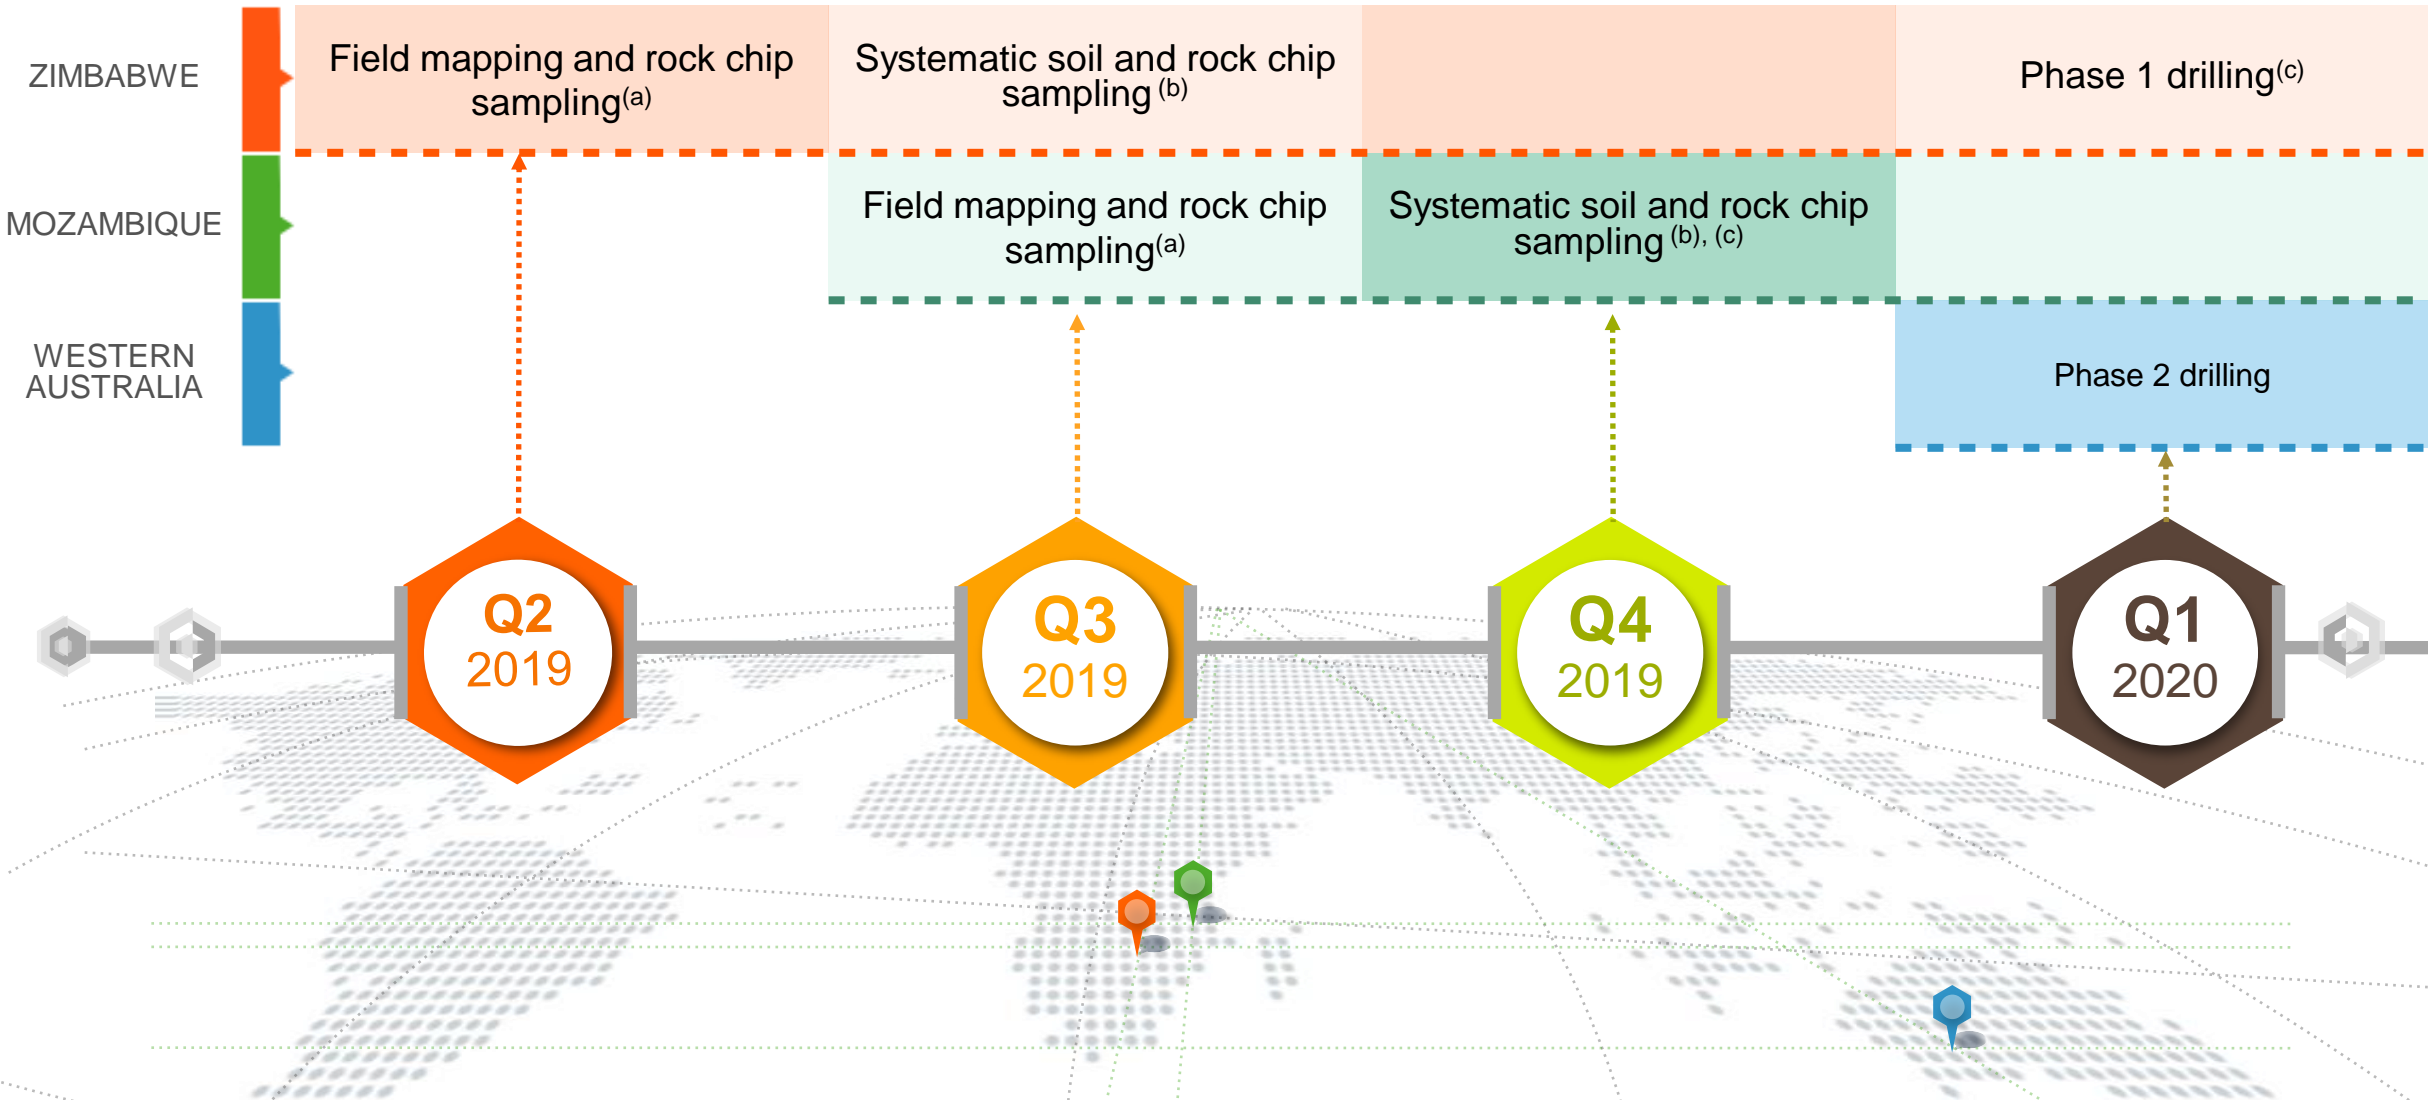 ZIMBABWE
Field mapping and rock chip
sampling(a)
Systematic soil and rock chip
sampling (b)
Phase 1 drilling(c)
MOZAMBIQUE
Field mapping and rock chip
sampling(a)
Systematic soil and rock chip
sampling (b), (c)
WESTERN
AUSTRALIA
Phase 2 drilling
Q2
2019
Q3
2019
Q4
2019
Q1
2020